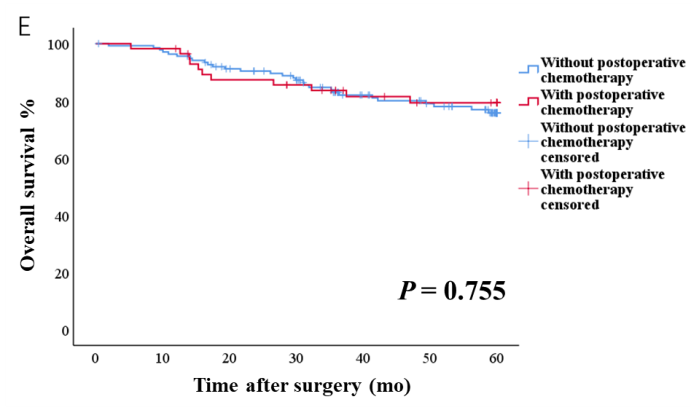 E
100
80
60
40
20
0
Overall survival %
0 10 20 30 40 50 60
Time after surgery (mo)
P = 0.755
Without postoperative
chemotherapy
With postoperative
chemotherapy
Without postoperative
chemotherapy
censored
With postoperative
chemotherapy
censored